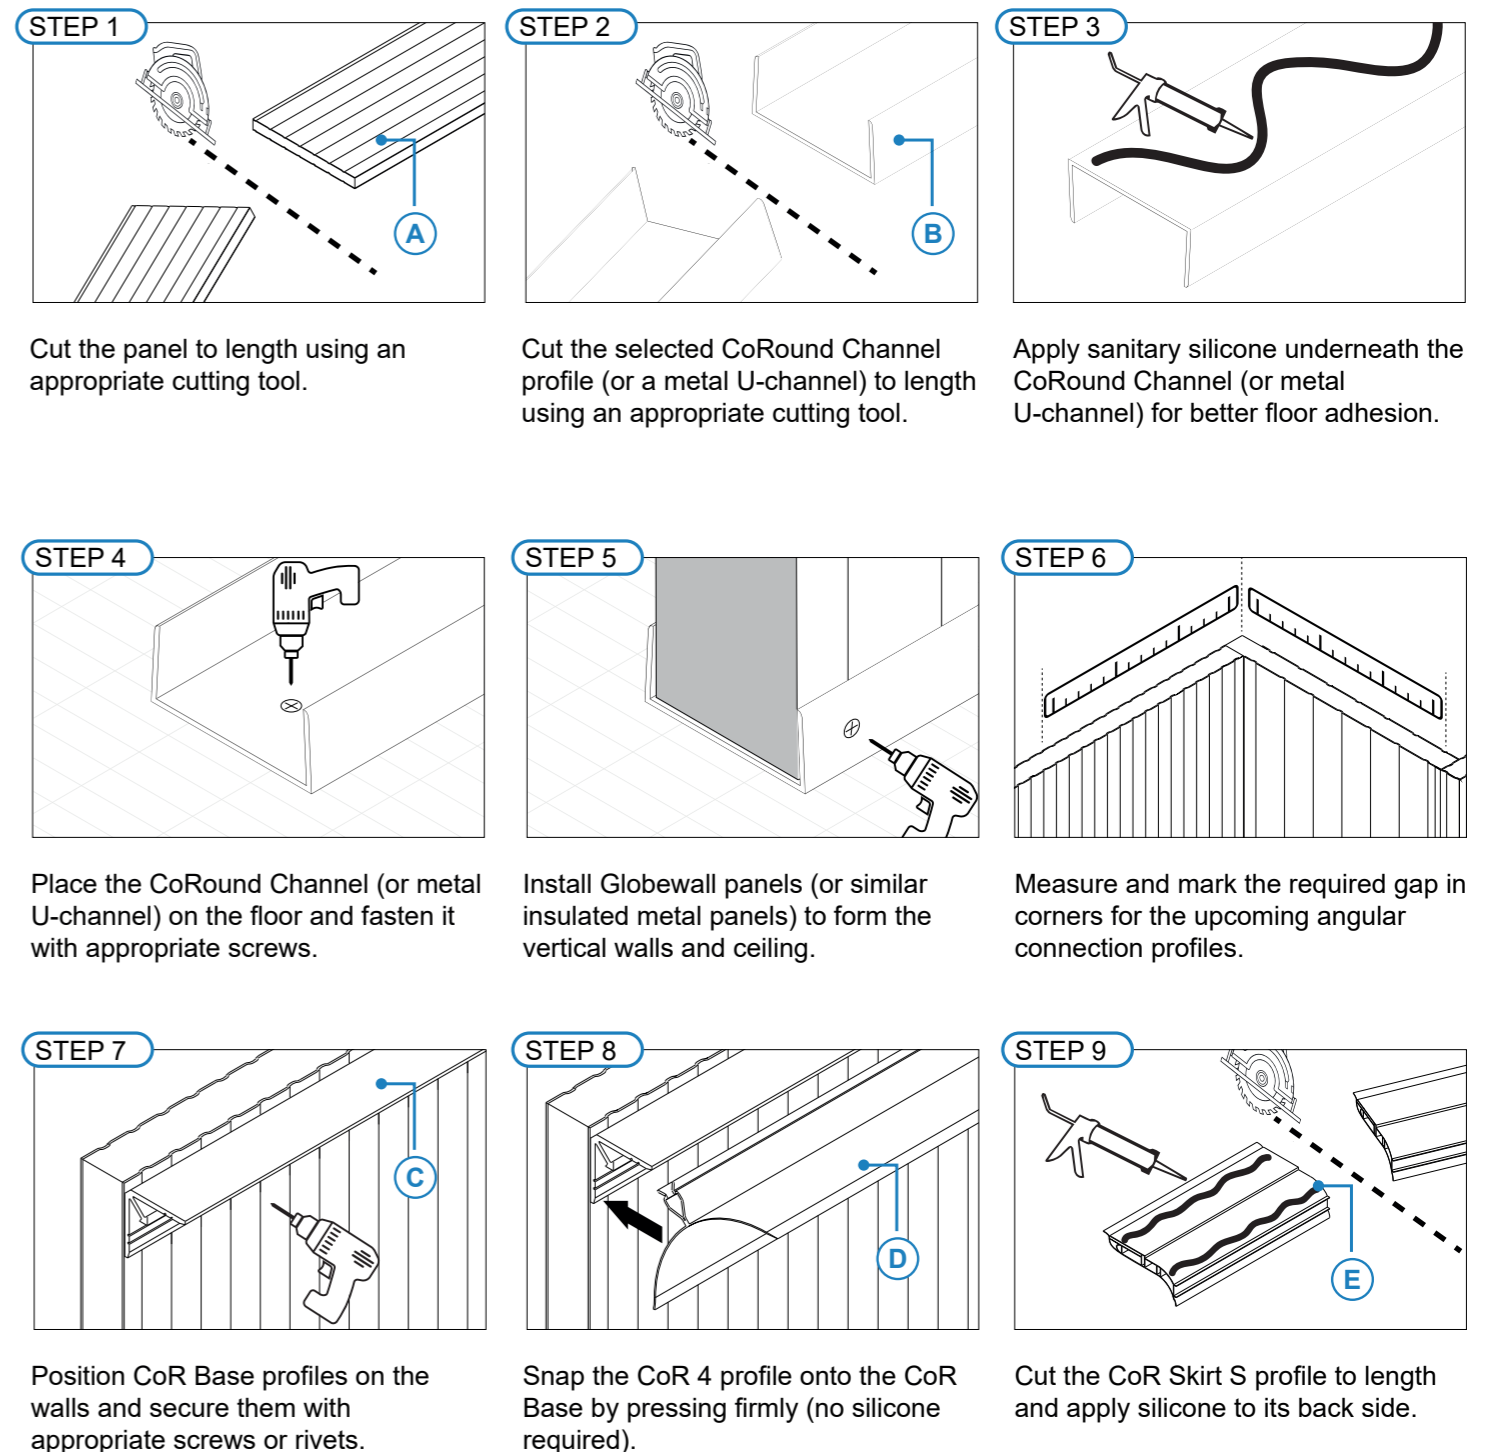 STEP 1
A
Cut the panel to length using an
appropriate cutting tool.
STEP 2
B
Cut the selected CoRound Channel
profile (or a metal U-channel) to length
using an appropriate cutting tool.
STEP 3
Apply sanitary silicone underneath the
CoRound Channel (or metal
U-channel) for better floor adhesion.
STEP 4
Place the CoRound Channel (or metal
U-channel) on the floor and fasten it
with appropriate screws.
STEP 5
Install Globewall panels (or similar
insulated metal panels) to form the
vertical walls and ceiling.
STEP 6
Measure and mark the required gap in
corners for the upcoming angular
connection profiles.
STEP 7
C
Position CoR Base profiles on the
walls and secure them with
appropriate screws or rivets.
STEP 8
D
Snap the CoR 4 profile onto the CoR
Base by pressing firmly (no silicone
required).
STEP 9
E
Cut the CoR Skirt S profile to length
and apply silicone to its back side.